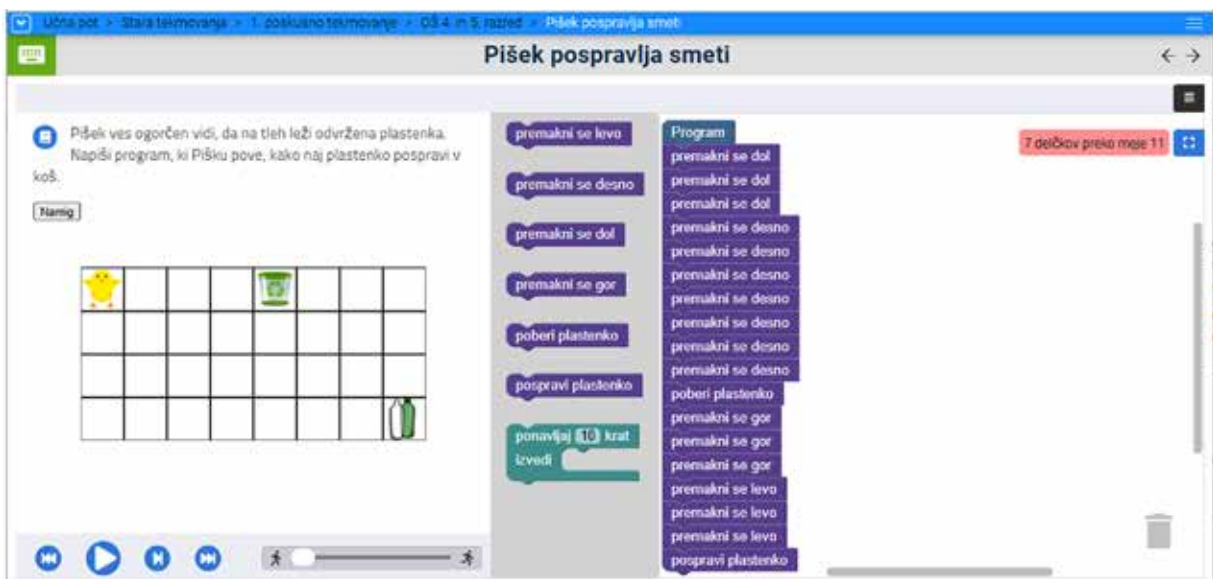 Učna pot > Stara tekmovanja > 1. poskusno tekmovanje > OŠ 4. in 5. razred > Pišek pospravlja smeti
Pišek pospravlja smeti
Pišek ves ogorčen vidi, da na tleh leži odvržena plastenka.
Napiši program, ki Pišku pove, kako naj plastenko pospravi v
koš.
Namig
premakni se levo
premakni se desno
premakni se dol
premakni se gor
poberi plastenko
pospravi plastenko
ponavljaj 10 krat
izvedi
Program
premakni se dol
premakni se dol
premakni se dol
premakni se desno
premakni se desno
premakni se desno
premakni se desno
premakni se desno
premakni se desno
premakni se desno
poberi plastenko
premakni se gor
premakni se gor
premakni se gor
premakni se levo
premakni se levo
premakni se levo
pospravi plastenko
7 delčkov preko meje 11